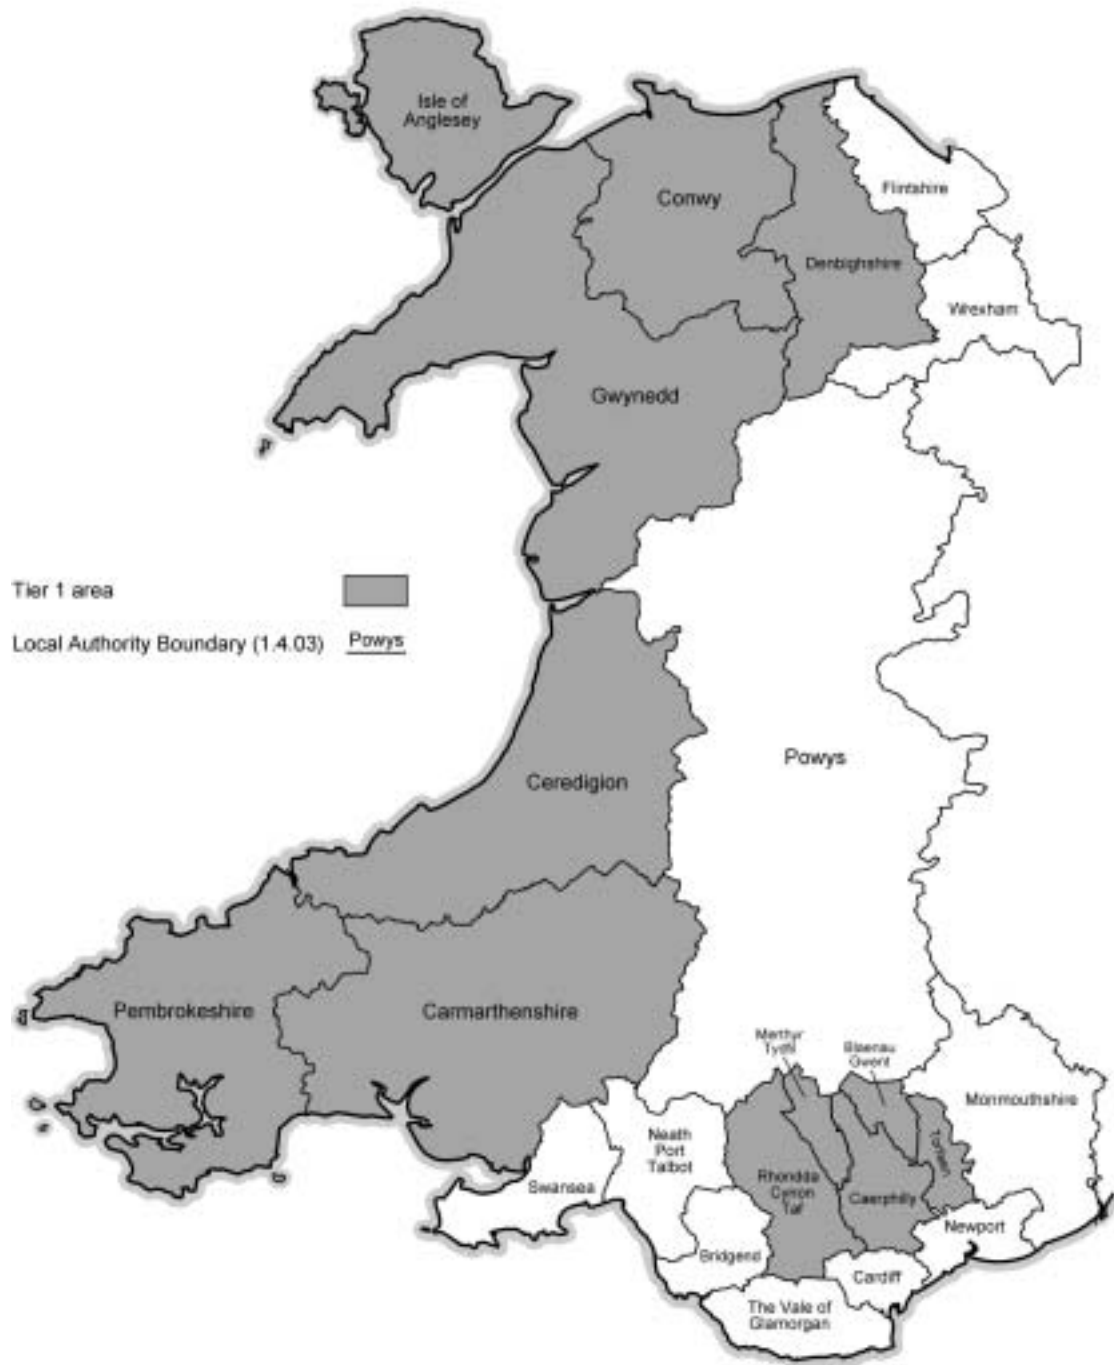 Isle of
Anglesey
Conwy
Flintshire
Denbighshire
Wrexham
Gwynedd
Tier 1 area
Local Authority Boundary (1.4.03) Powys
Powys
Ceredigion
Pembrokeshire
Carmarthenshire
Merthyr
Tydfil
Blaenau
Gwent
Monmouthshire
Torfaen
Neath
Port
Talbot
Swansea
Rhondda
Cynon
Taf
Caerphilly
Newport
Bridgend
Cardiff
The Vale of
Glamorgan